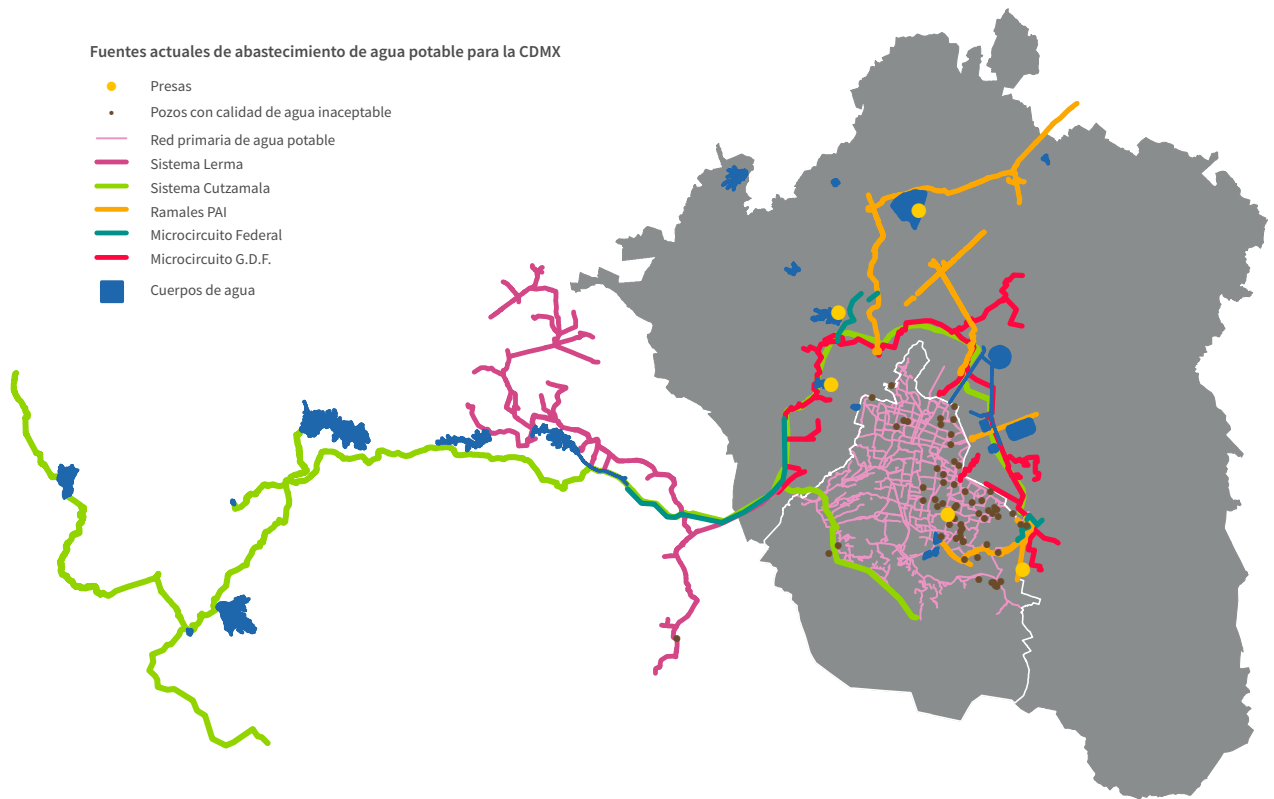 Fuentes actuales de abastecimiento de agua potable para la CDMX
Presas
Pozos con calidad de agua inaceptable
Red primaria de agua potable
Sistema Lerma
Sistema Cutzamala
Ramales PAI
Microcircuito Federal
Microcircuito G.D.F.
Cuerpos de agua